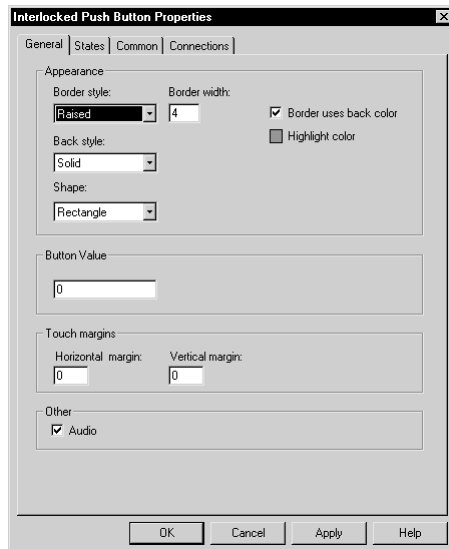 Interlocked Push Button Properties
General States Common Connections
Appearance
Border style: Border width:
Raised 4 Border uses back color
Back style: Highlight color
Solid
Shape:
Rectangle
Button Value
0
Touch margins
Horizontal margin: Vertical margin:
0 0
Other
Audio
OK Cancel Apply Help